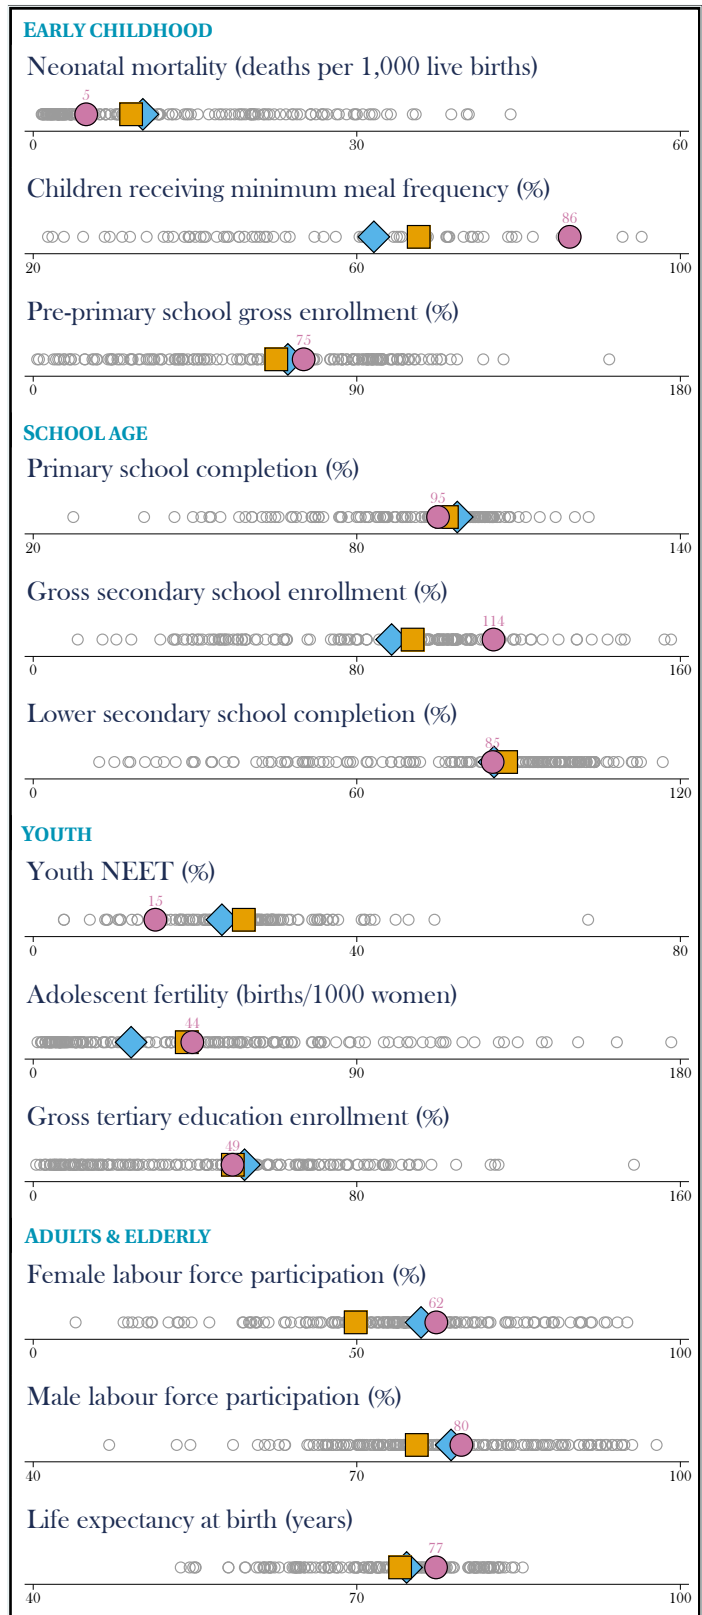 EARLY CHILDHOOD
Neonatal mortality (deaths per 1,000 live births)
5
0 30 60
Children receiving minimum meal frequency (%)
86
20 60 100
Pre-primary school gross enrollment (%)
75
0 90 180
SCHOOL AGE
Primary school completion (%)
95
20 80 140
Gross secondary school enrollment (%)
114
0 80 160
Lower secondary school completion (%)
85
0 60 120
YOUTH
Youth NEET (%)
15
0 40 80
Adolescent fertility (births/1000 women)
44
0 90 180
Gross tertiary education enrollment (%)
49
0 80 160
ADULTS & ELDERLY
Female labour force participation (%)
62
0 50 100
Male labour force participation (%)
80
40 70 100
Life expectancy at birth (years)
77
40 70 100